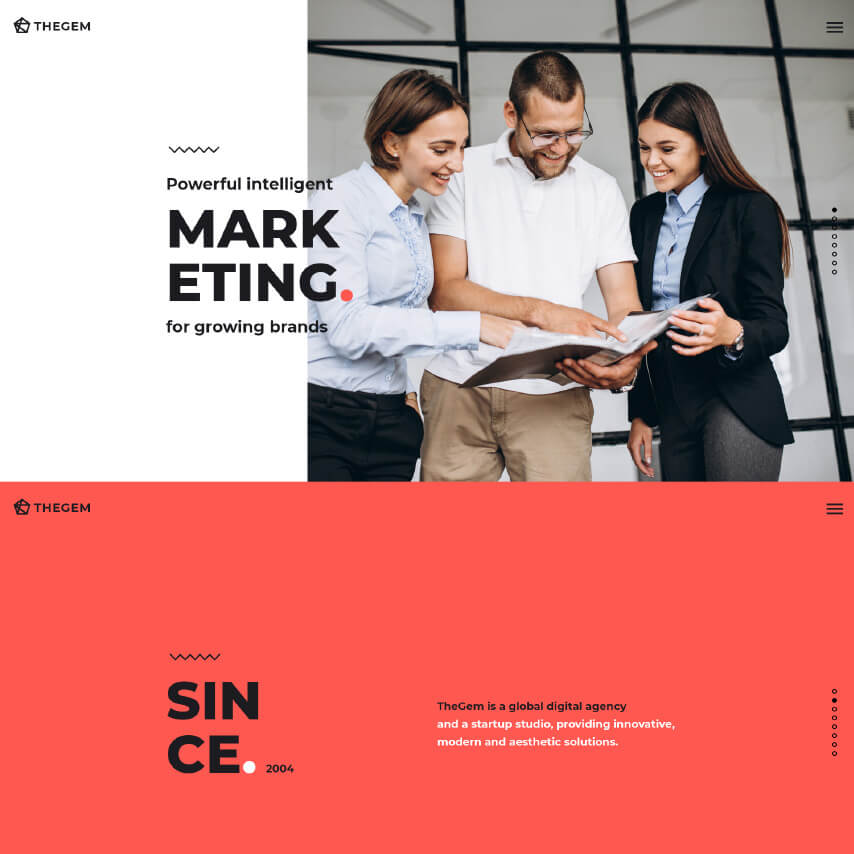 THEGEM
Powerful intelligent
MARK
ETING.
for growing brands
THEGEM
SIN
CE.
2004
TheGem is a global digital agency
and a startup studio, providing innovative,
modern and aesthetic solutions.